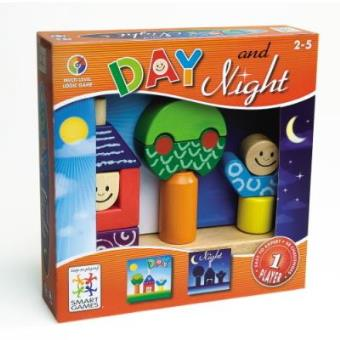 DAY
and
Night
2-5
MULTI-LEVEL
LOGIC GAME
SMART
GAMES
DAY
Night
1
PLAYER